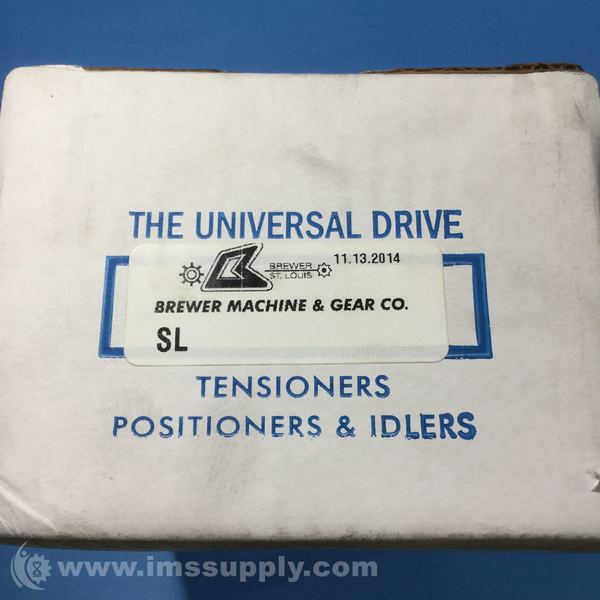 THE UNIVERSAL DRIVE
BREWER
ST. LOUIS
11.13.2014
BREWER MACHINE & GEAR CO.
SL
TENSIONERS
POSITIONERS & IDLERS
www.imssupply.com